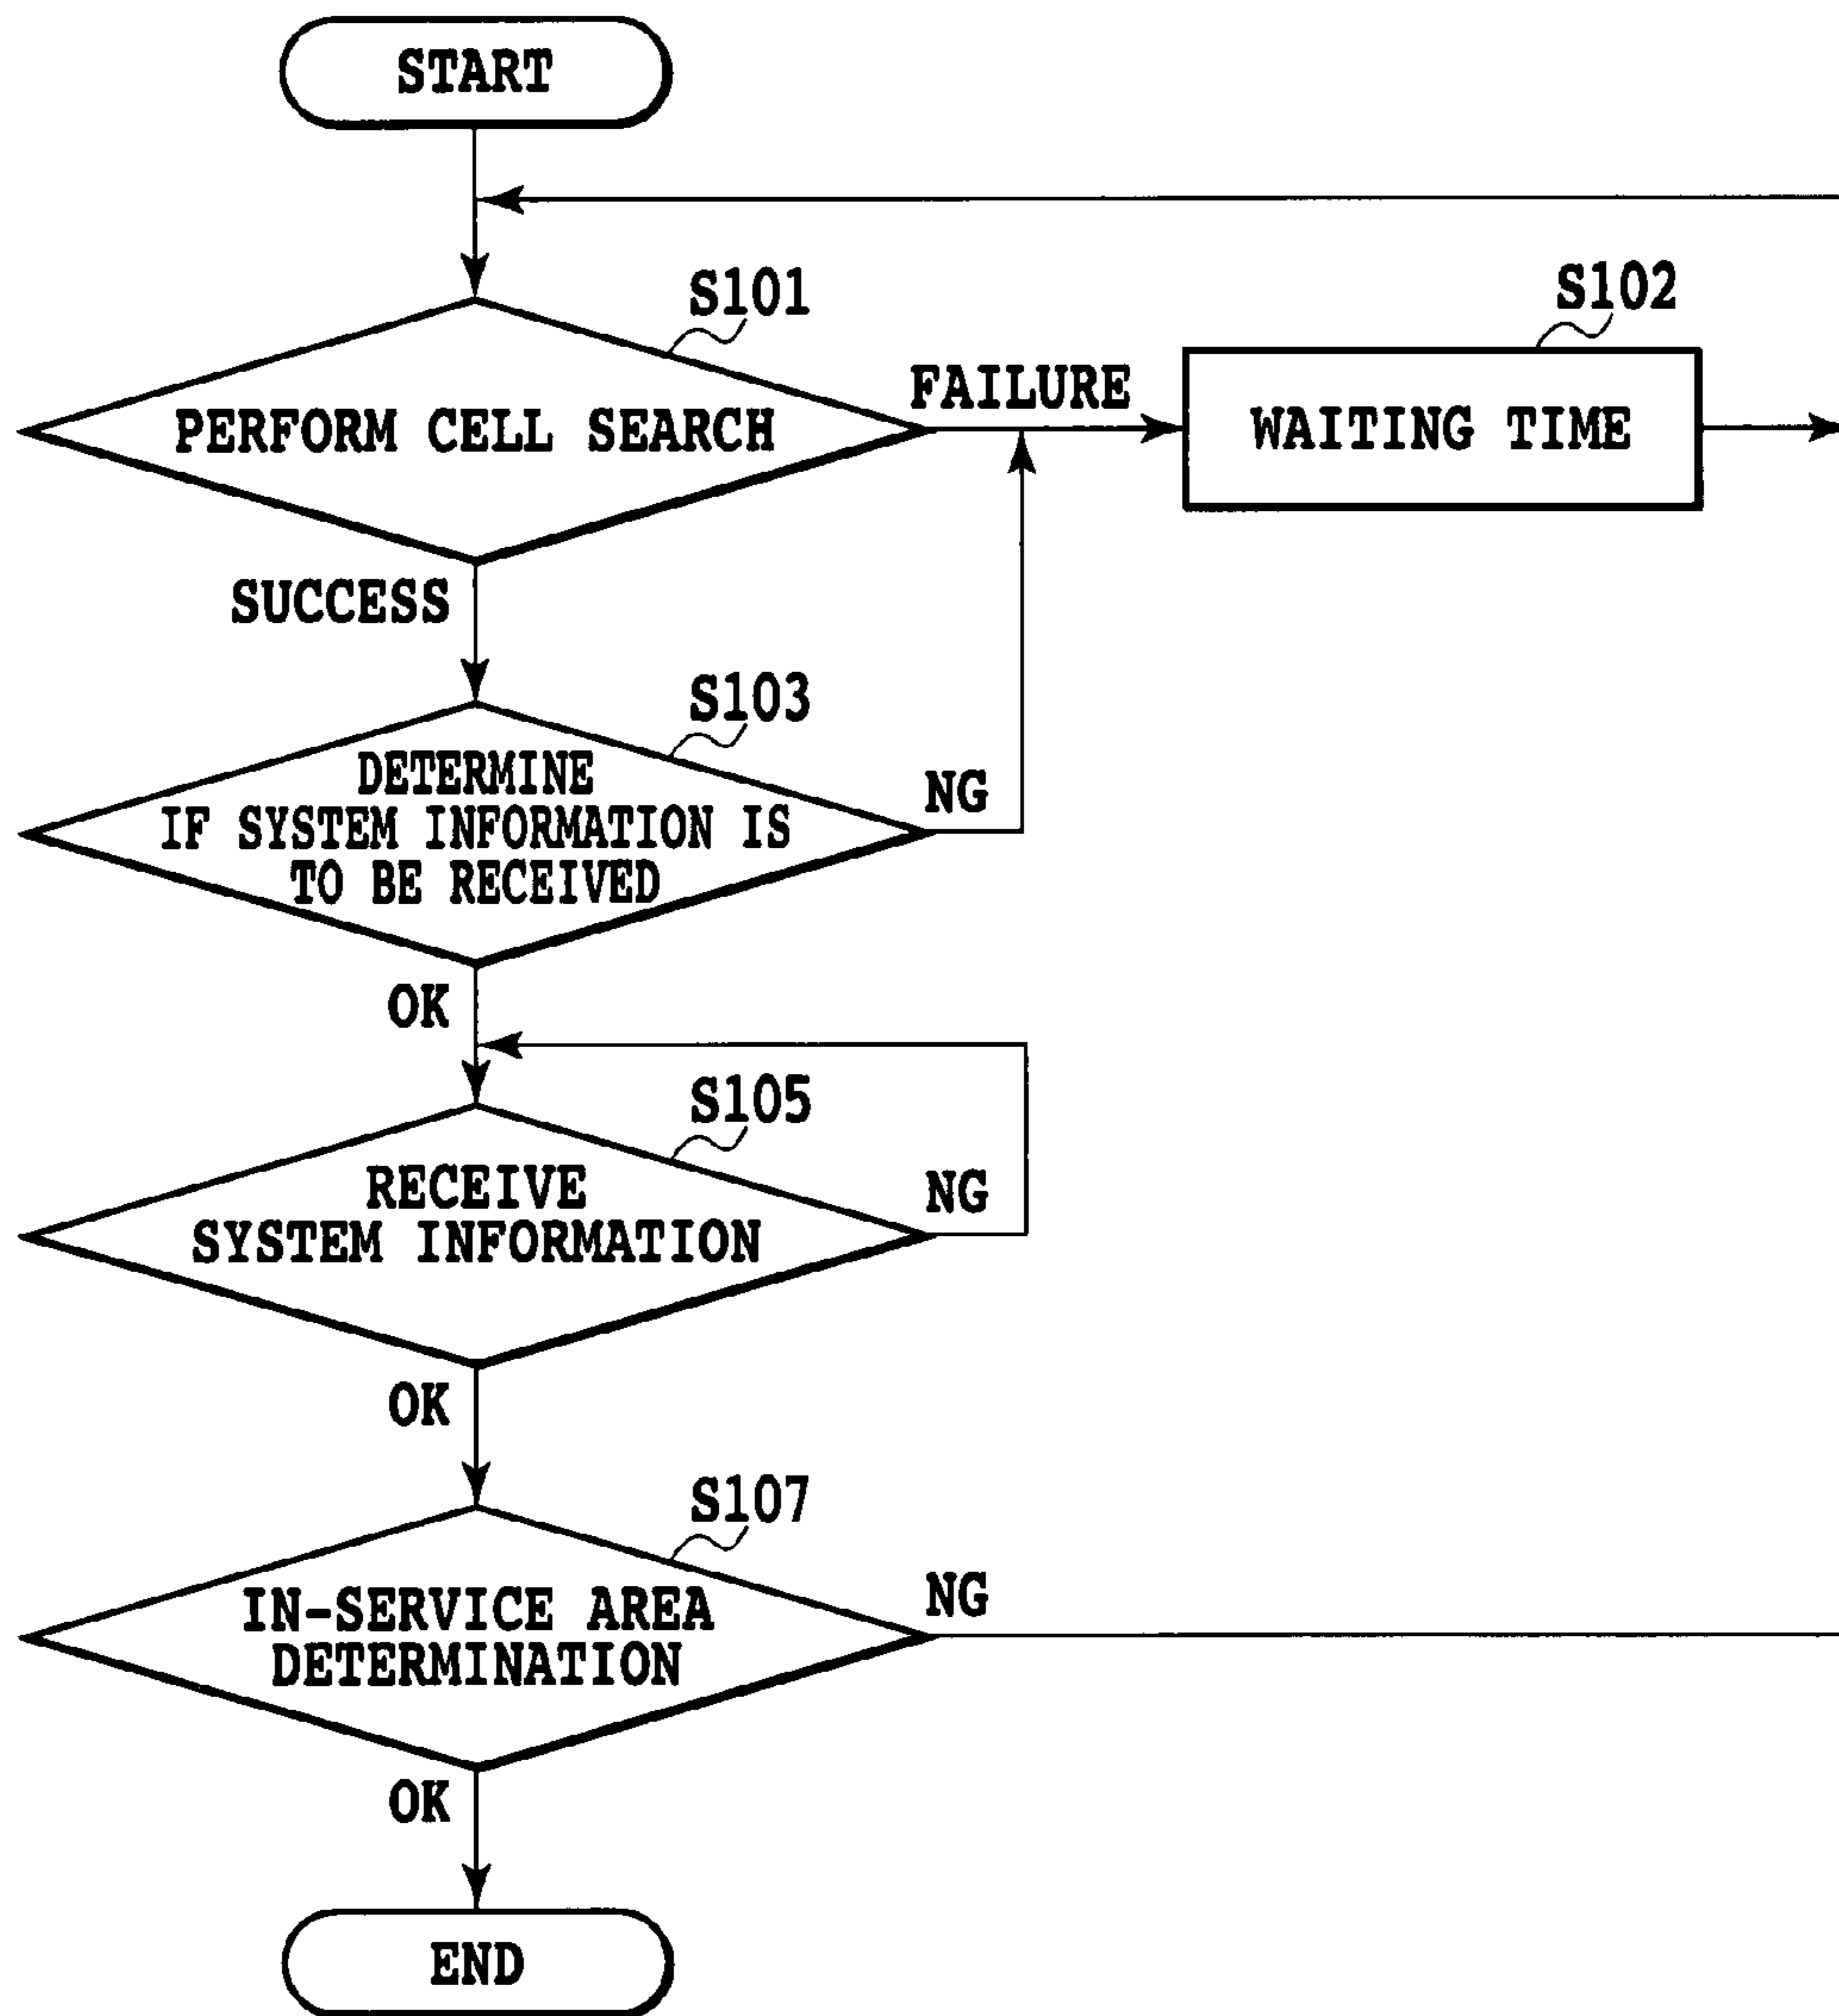 START
S101
S102
PERFORM CELL SEARCH
FAILURE
WAITING TIME
SUCCESS
S103
DETERMINE
IF SYSTEM INFORMATION IS
TO BE RECEIVED
NG
OK
S105
RECEIVE
SYSTEM INFORMATION
NG
OK
S107
IN-SERVICE AREA
DETERMINATION
NG
OK
END